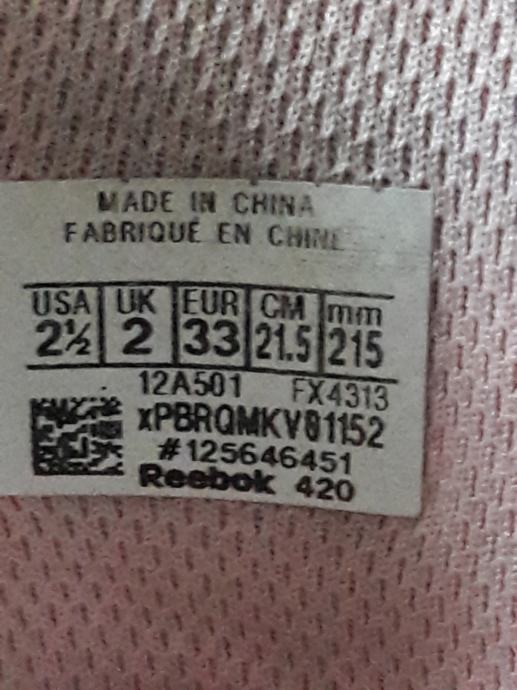 MADE IN CHINA
FABRIQUÉ EN CHINE
USA UK EUR CM mm
2½ 2 33 21.5 215
12A501 FX4313
xPBRQMKV01152
#125646451
Reebok 420